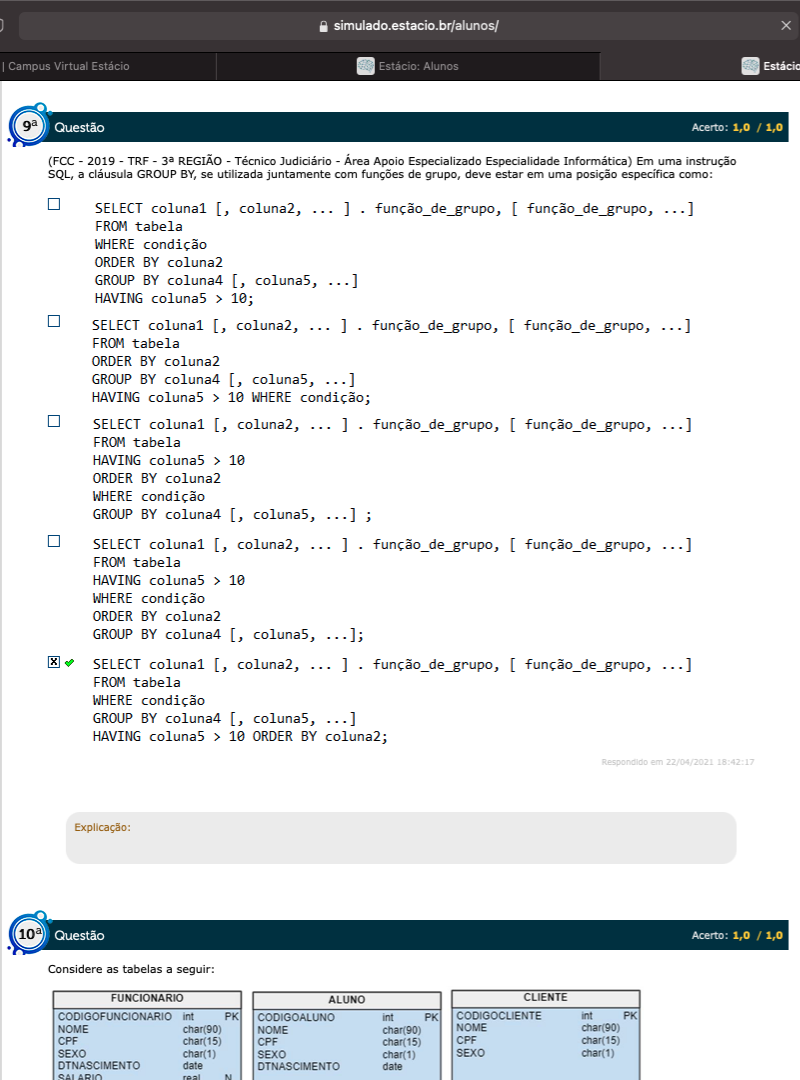 simulado.estacio.br/alunos/
| Campus Virtual Estácio
Estácio: Alunos
Estácio
9ª
Questão
Acerto: 1,0 / 1,0
(FCC - 2019 - TRF - 3ª REGIÃO - Técnico Judiciário - Área Apoio Especializado Especialidade Informática) Em uma instrução
SQL, a cláusula GROUP BY, se utilizada juntamente com funções de grupo, deve estar em uma posição específica como:
SELECT coluna1 [, coluna2, ... ] . função_de_grupo, [ função_de_grupo, ...]
FROM tabela
WHERE condição
ORDER BY coluna2
GROUP BY coluna4 [, coluna5, ...]
HAVING coluna5 > 10;
SELECT coluna1 [, coluna2, ... ] . função_de_grupo, [ função_de_grupo, ...]
FROM tabela
ORDER BY coluna2
GROUP BY coluna4 [, coluna5, ...]
HAVING coluna5 > 10 WHERE condição;
SELECT coluna1 [, coluna2, ... ] . função_de_grupo, [ função_de_grupo, ...]
FROM tabela
HAVING coluna5 > 10
ORDER BY coluna2
WHERE condição
GROUP BY coluna4 [, coluna5, ...] ;
SELECT coluna1 [, coluna2, ... ] . função_de_grupo, [ função_de_grupo, ...]
FROM tabela
HAVING coluna5 > 10
WHERE condição
ORDER BY coluna2
GROUP BY coluna4 [, coluna5, ...];
X
SELECT coluna1 [, coluna2, ... ] . função_de_grupo, [ função_de_grupo, ...]
FROM tabela
WHERE condição
GROUP BY coluna4 [, coluna5, ...]
HAVING coluna5 > 10 ORDER BY coluna2;
Respondido em 22/04/2021 18:42:17
Explicação:
10ª
Questão
Acerto: 1,0 / 1,0
Considere as tabelas a seguir:
FUNCIONARIO
CODIGOFUNCIONARIO int PK
NOME char(90)
CPF char(15)
SEXO char(1)
DTNASCIMENTO date
SALARIO real N
ALUNO
CODIGOALUNO int PK
NOME char(90)
CPF char(15)
SEXO char(1)
DTNASCIMENTO date
CLIENTE
CODIGOCLIENTE int PK
NOME char(90)
CPF char(15)
SEXO char(1)